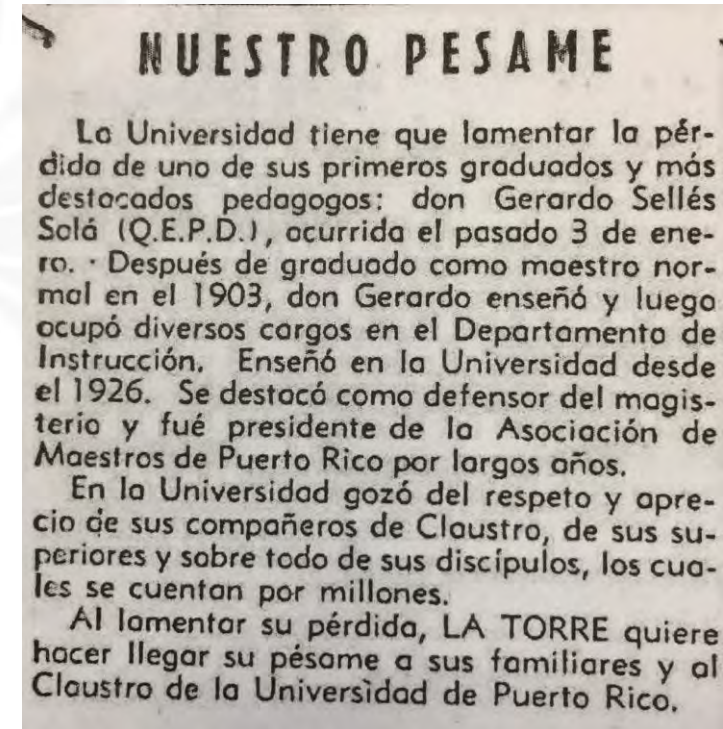 NUESTRO PESAME
La Universidad tiene que lamentar la pér-
dida de uno de sus primeros graduados y más
destacados pedagogos: don Gerardo Sellés
Solá (Q.E.P.D.), ocurrida el pasado 3 de ene-
ro. · Después de graduado como maestro nor-
mal en el 1903, don Gerardo enseñó y luego
ocupó diversos cargos en el Departamento de
Instrucción. Enseñó en la Universidad desde
el 1926. Se destacó como defensor del magis-
terio y fué presidente de la Asociación de
Maestros de Puerto Rico por largos años.
En la Universidad gozó del respeto y apre-
cio de sus compañeros de Claustro, de sus su-
periores y sobre todo de sus discípulos, los cua-
les se cuentan por millones.
Al lamentar su pérdida, LA TORRE quiere
hacer llegar su pésame a sus familiares y al
Claustro de la Universidad de Puerto Rico.